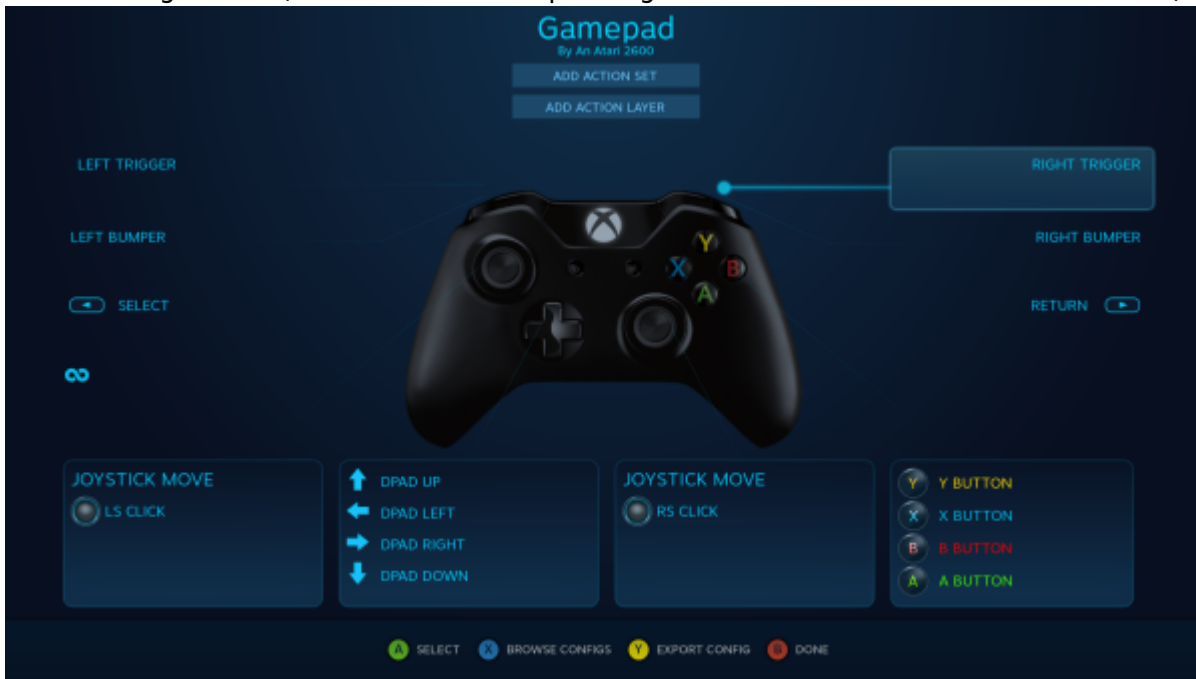 Gamepad
By An Atari 2600
ADD ACTION SET
ADD ACTION LAYER
LEFT TRIGGER
RIGHT TRIGGER
LEFT BUMPER
RIGHT BUMPER
SELECT
RETURN
Y
X
B
A
JOYSTICK MOVE
LS CLICK
DPAD UP
DPAD LEFT
DPAD RIGHT
DPAD DOWN
JOYSTICK MOVE
RS CLICK
Y Y BUTTON
X X BUTTON
B B BUTTON
A A BUTTON
A SELECT X BROWSE CONFIGS Y EXPORT CONFIG B DONE